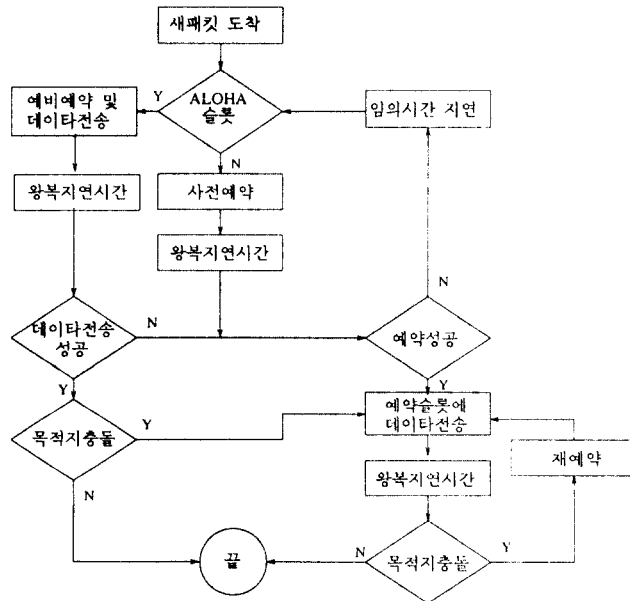 새패킷 도착
ALOHA
슬롯
Y
예비예약 및
데이타전송
임의시간 지연
N
왕복지연시간
사전예약
왕복지연시간
N
데이타전송
성공
N
예약성공
Y
Y
예약슬롯에
데이타전송
목적지충돌
Y
재예약
왕복지연시간
N
끝
N
목적지충돌
Y